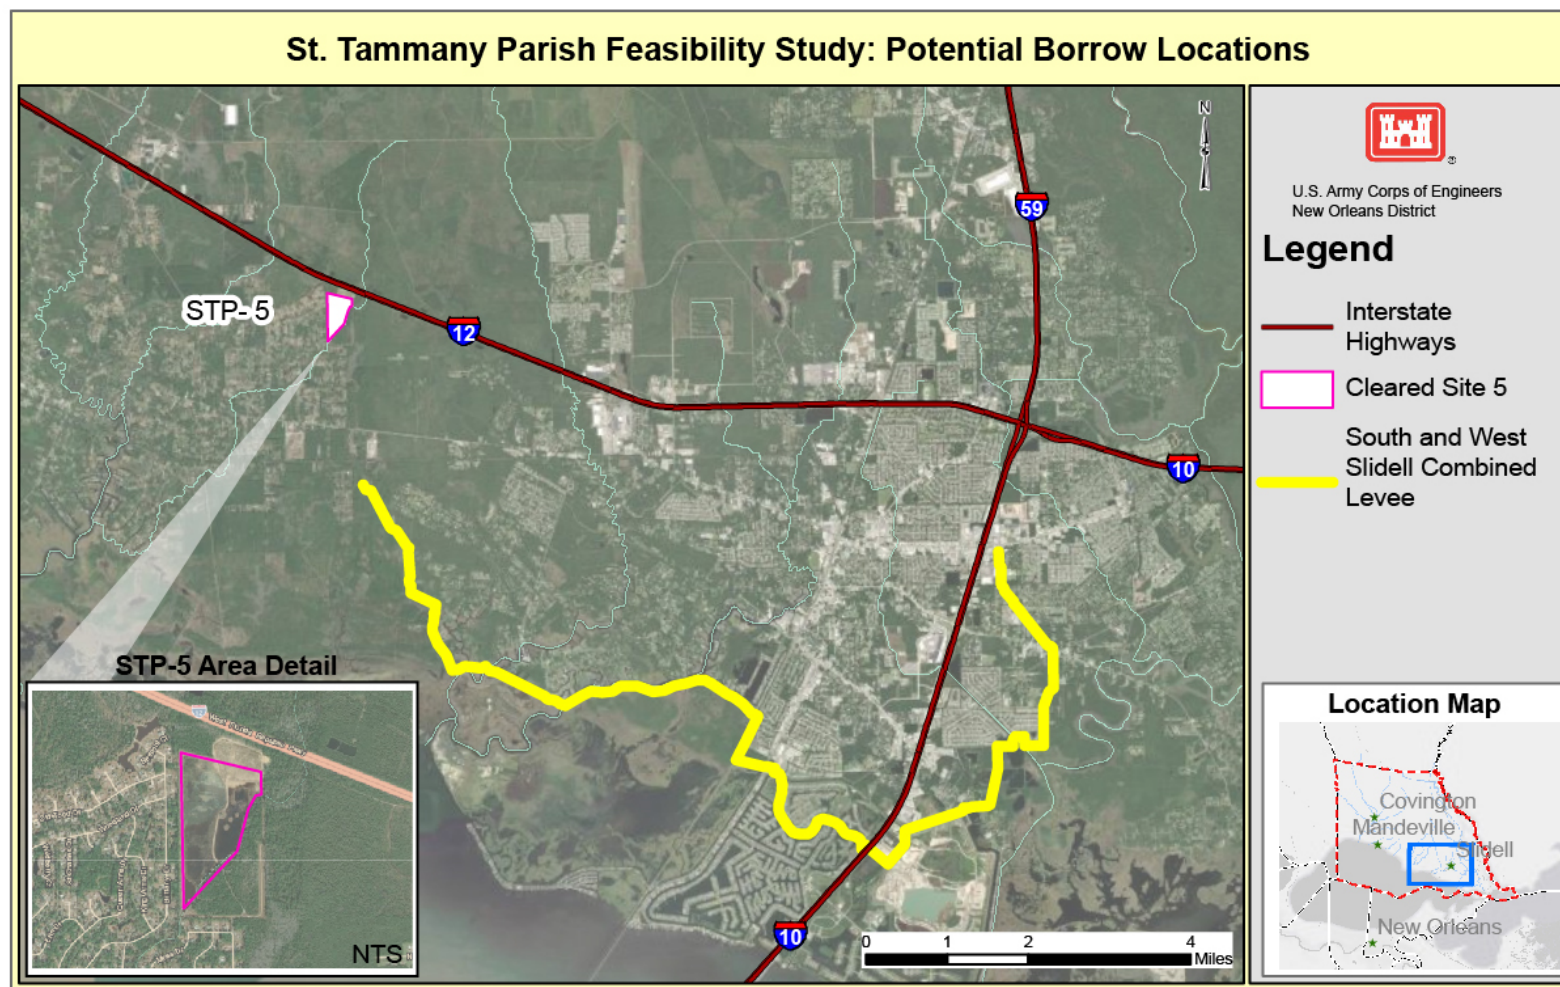 St. Tammany Parish Feasibility Study: Potential Borrow Locations
N
59
STP- 5
12
10
10
STP-5 Area Detail
NTS
0 1 2 4
Miles
®
U.S. Army Corps of Engineers
New Orleans District
Legend
Interstate
Highways
Cleared Site 5
South and West
Slidell Combined
Levee
Location Map
Covington
Mandeville
Slidell
New Orleans